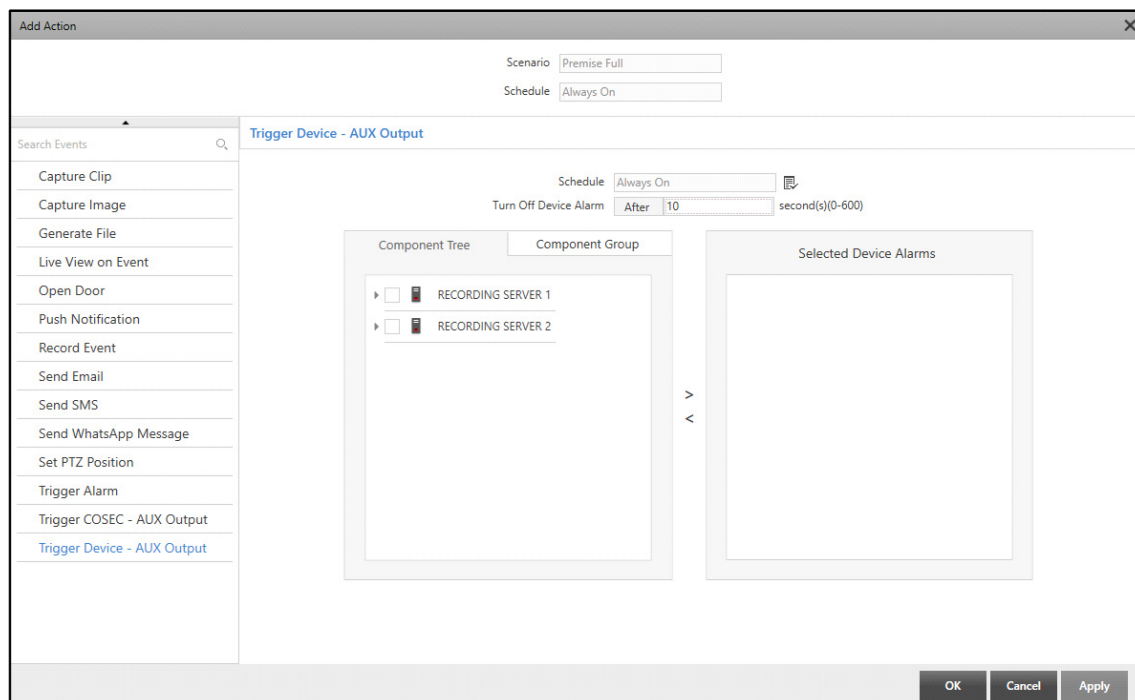 Add Action
Scenario Premise Full
Schedule Always On
Search Events
Capture Clip
Capture Image
Generate File
Live View on Event
Open Door
Push Notification
Record Event
Send Email
Send SMS
Send WhatsApp Message
Set PTZ Position
Trigger Alarm
Trigger COSEC - AUX Output
Trigger Device - AUX Output
Trigger Device - AUX Output
Schedule Always On
Turn Off Device Alarm After 10 second(s)(0-600)
Component Tree Component Group
RECORDING SERVER 1
RECORDING SERVER 2
>
<
Selected Device Alarms
OK Cancel Apply